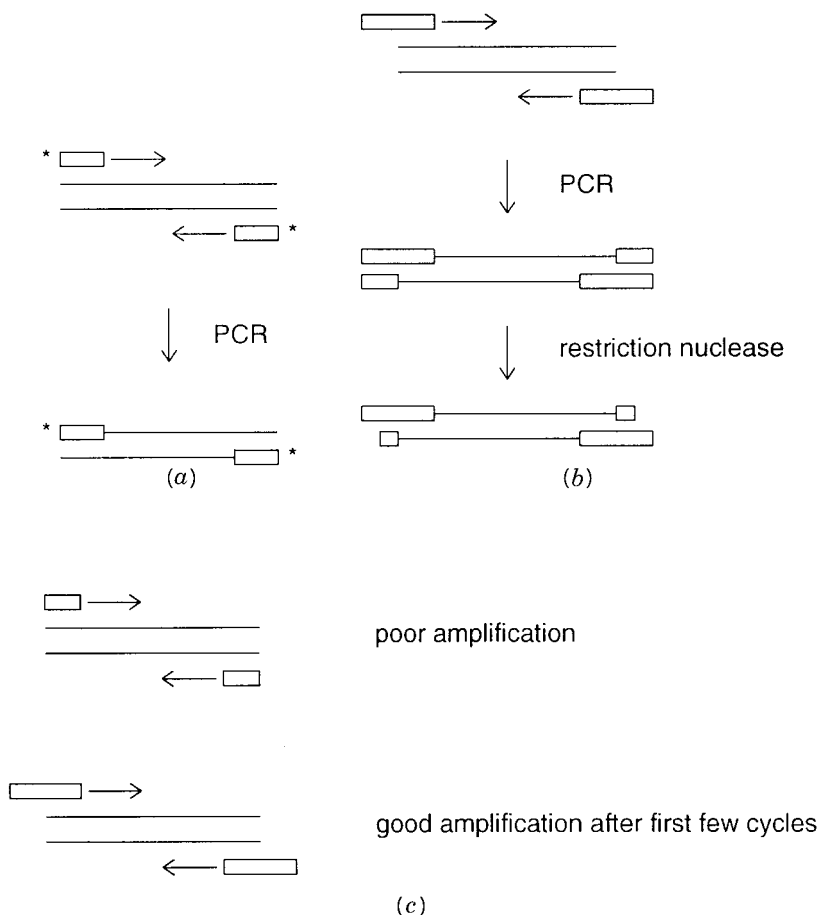 *
*
PCR
*
*
(a)
PCR
restriction nuclease
(b)
poor amplification
good amplification after first few cycles
(c)